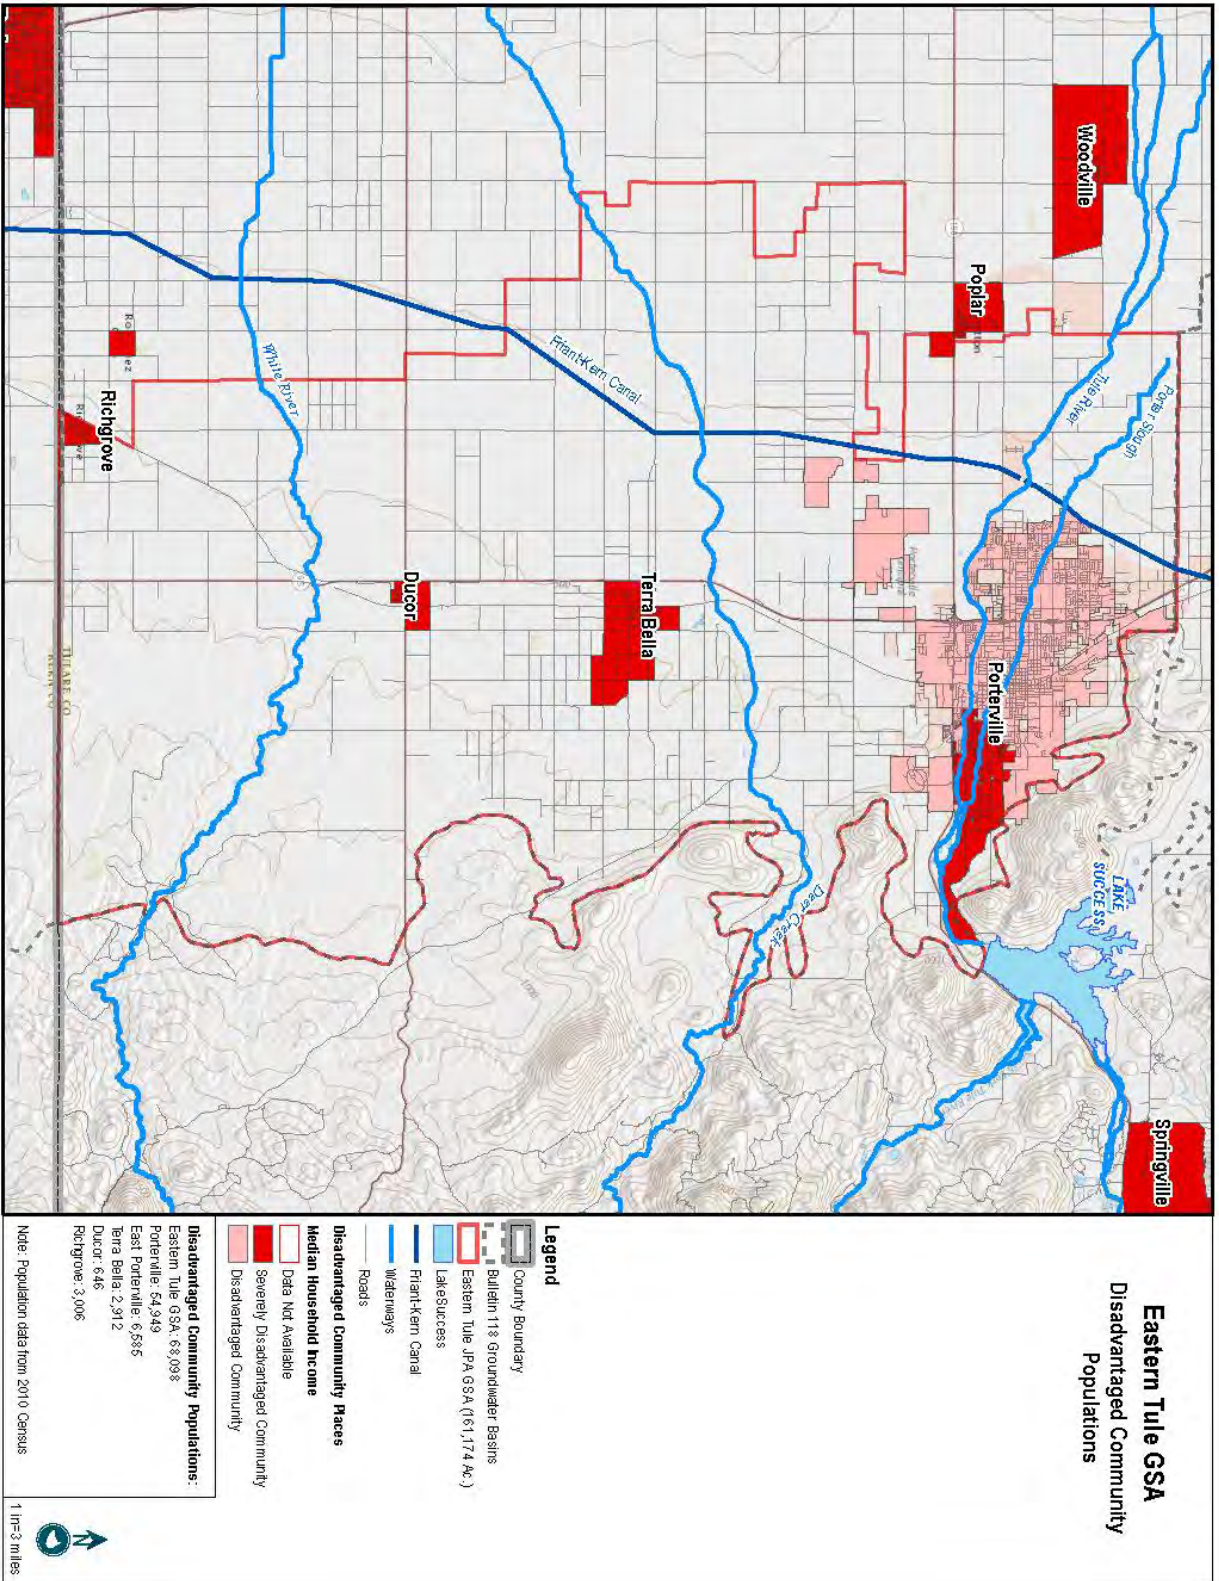 Eastern Tule GSA
Disadvantaged Community
Populations
Legend
County Boundary
Bulletin 118 Groundwater Basins
Eastern Tule JPA GSA (161,174 Ac.)
Lake Success
Friant-Kern Canal
Waterways
Roads
Disadvantaged Community Places
Median Household Income
Data Not Available
Severely Disadvantaged Community
Disadvantaged Community
Disadvantaged Community Populations:
Eastern Tule GSA: 68,098
Porterville: 54,949
East Porterville: 6,585
Terra Bella: 2,912
Ducor: 646
Richgrove: 3,006
Note: Population data from 2010 Census
N
1 in=3 miles
Woodville
Poplar
Tule River
Porter Slough
Porterville
LAKE
SUCCESS
Springville
Friant-Kern Canal
Deer Creek
Terra Bella
Ducor
White River
Richgrove
TULARE CO
KERN CO